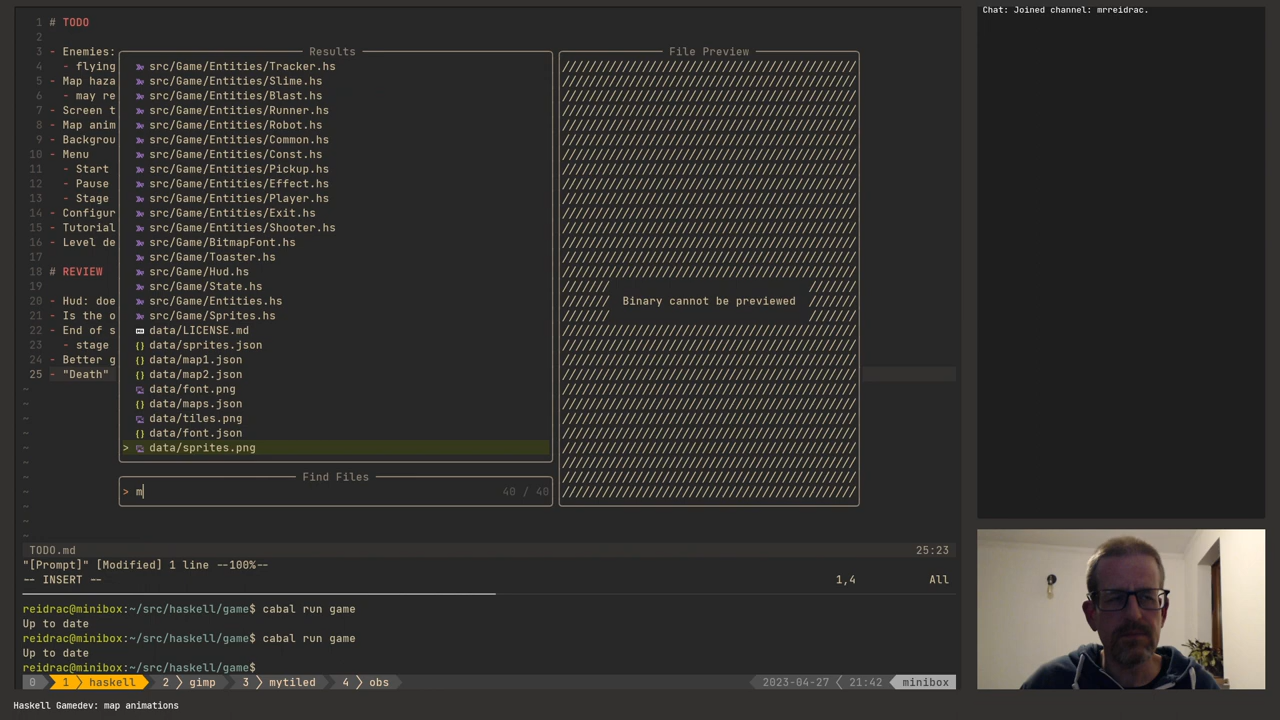 Chat: Joined channel: mrreidrac.
1 # TODO
2
3 - Enemies:
4 - flying
5 - Map haza
6 - may re
7 - Screen t
8 - Map anim
9 - Backgrou
10 - Menu
11 - Start
12 - Pause
13 - Stage
14 - Configur
15 - Tutorial
16 - Level de
17
18 # REVIEW
19
20 - Hud: doe
21 - Is the o
22 - End of s
23 - stage
24 - Better g
25 - "Death"
~
~
~
~
~
~
~
~
~
~
~
Results
src/Game/Entities/Tracker.hs
src/Game/Entities/Slime.hs
src/Game/Entities/Blast.hs
src/Game/Entities/Runner.hs
src/Game/Entities/Robot.hs
src/Game/Entities/Common.hs
src/Game/Entities/Const.hs
src/Game/Entities/Pickup.hs
src/Game/Entities/Effect.hs
src/Game/Entities/Player.hs
src/Game/Entities/Exit.hs
src/Game/Entities/Shooter.hs
src/Game/BitmapFont.hs
src/Game/Toaster.hs
src/Game/Hud.hs
src/Game/State.hs
src/Game/Entities.hs
src/Game/Sprites.hs
data/LICENSE.md
{} data/sprites.json
{} data/map1.json
{} data/map2.json
data/font.png
{} data/maps.json
data/tiles.png
{} data/font.json
> data/sprites.png
Find Files
> m 40 / 40
File Preview
Binary cannot be previewed
TODO.md 25:23
"[Prompt]" [Modified] 1 line --100%--
-- INSERT -- 1,4 All
reidrac@minibox:~/src/haskell/game$ cabal run game
Up to date
reidrac@minibox:~/src/haskell/game$ cabal run game
Up to date
reidrac@minibox:~/src/haskell/game$
0 1 haskell 2 gimp 3 mytiled 4 obs 2023-04-27 21:42 minibox
Haskell Gamedev: map animations